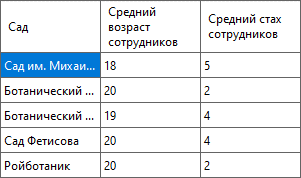 Сад
Средний возраст сотрудников
Средний стах сотрудников
Сад им. Михаи... 18 5
Ботанический ... 20 2
Ботанический ... 19 4
Сад Фетисова 20 4
Ройботаник 20 2